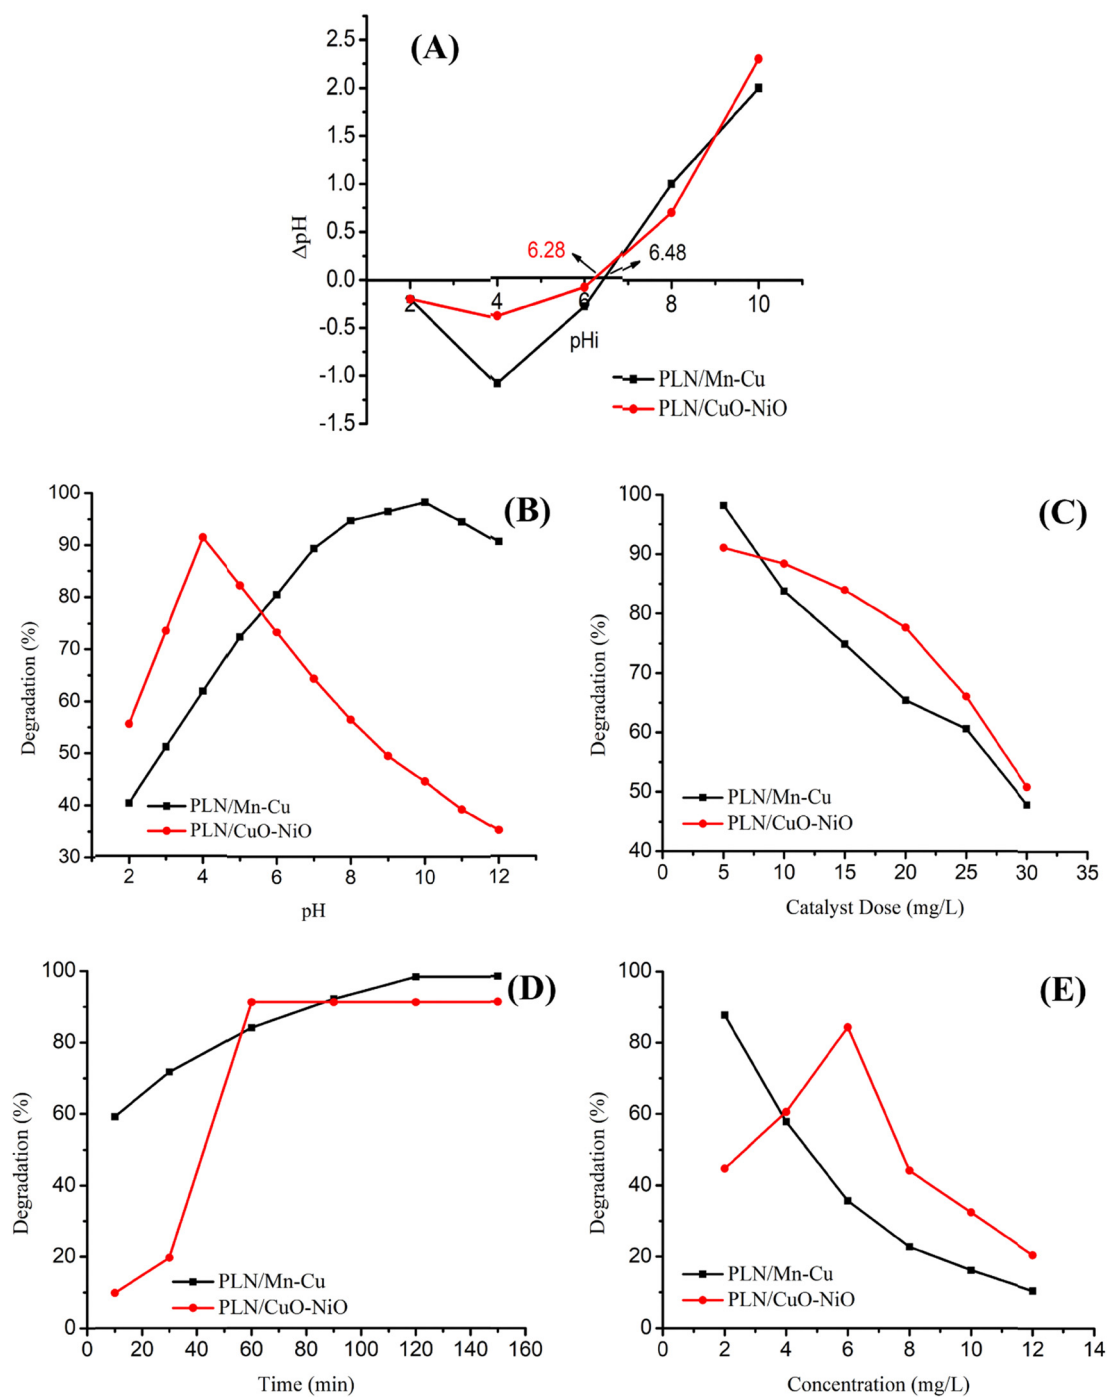 (A)
2.5
2.0
1.5
1.0
0.5
0.0
-0.5
-1.0
-1.5
ΔpH
6.28
6.48
2 4 6 8 10
pHi
PLN/Mn-Cu
PLN/CuO-NiO
(B)
100
90
80
70
60
50
40
30
Degradation (%)
PLN/Mn-Cu
PLN/CuO-NiO
2 4 6 8 10 12
pH
(C)
100
90
80
70
60
50
40
Degradation (%)
PLN/Mn-Cu
PLN/CuO-NiO
0 5 10 15 20 25 30 35
Catalyst Dose (mg/L)
(D)
100
80
60
40
20
0
Degradation (%)
PLN/Mn-Cu
PLN/CuO-NiO
0 20 40 60 80 100 120 140 160
Time (min)
(E)
100
80
60
40
20
0
Degradation (%)
PLN/Mn-Cu
PLN/CuO-NiO
0 2 4 6 8 10 12 14
Concentration (mg/L)